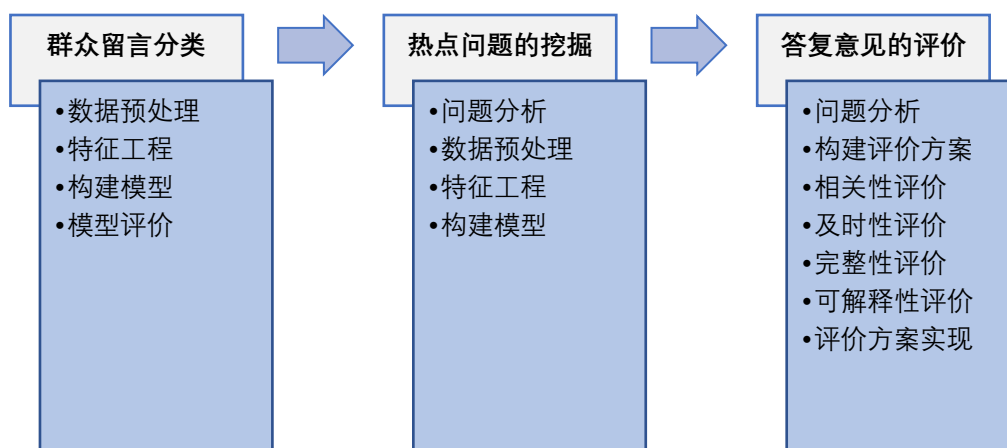 群众留言分类
•数据预处理
•特征工程
•构建模型
•模型评价
热点问题的挖掘
•问题分析
•数据预处理
•特征工程
•构建模型
答复意见的评价
•问题分析
•构建评价方案
•相关性评价
•及时性评价
•完整性评价
•可解释性评价
•评价方案实现